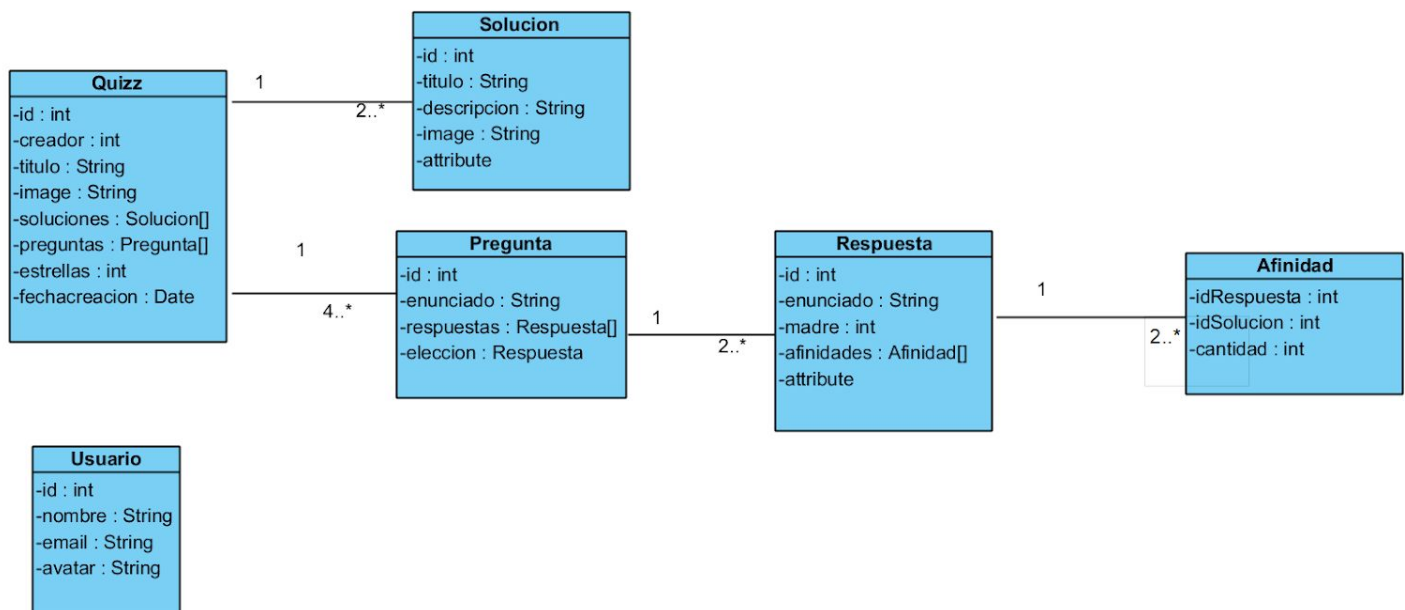 Solucion
-id : int
-titulo : String
-descripcion : String
-image : String
-attribute
Quizz
-id : int
-creador : int
-titulo : String
-image : String
-soluciones : Solucion[]
-preguntas : Pregunta[]
-estrellas : int
-fechacreacion : Date
1
2..*
1
4..*
Pregunta
-id : int
-enunciado : String
-respuestas : Respuesta[]
-eleccion : Respuesta
1
2..*
Respuesta
-id : int
-enunciado : String
-madre : int
-afinidades : Afinidad[]
-attribute
1
2..*
Afinidad
-idRespuesta : int
-idSolucion : int
-cantidad : int
Usuario
-id : int
-nombre : String
-email : String
-avatar : String